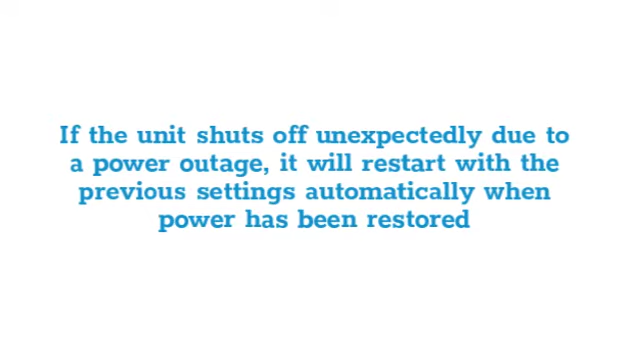 If the unit shuts off unexpectedly due to
a power outage, it will restart with the
previous settings automatically when
power has been restored